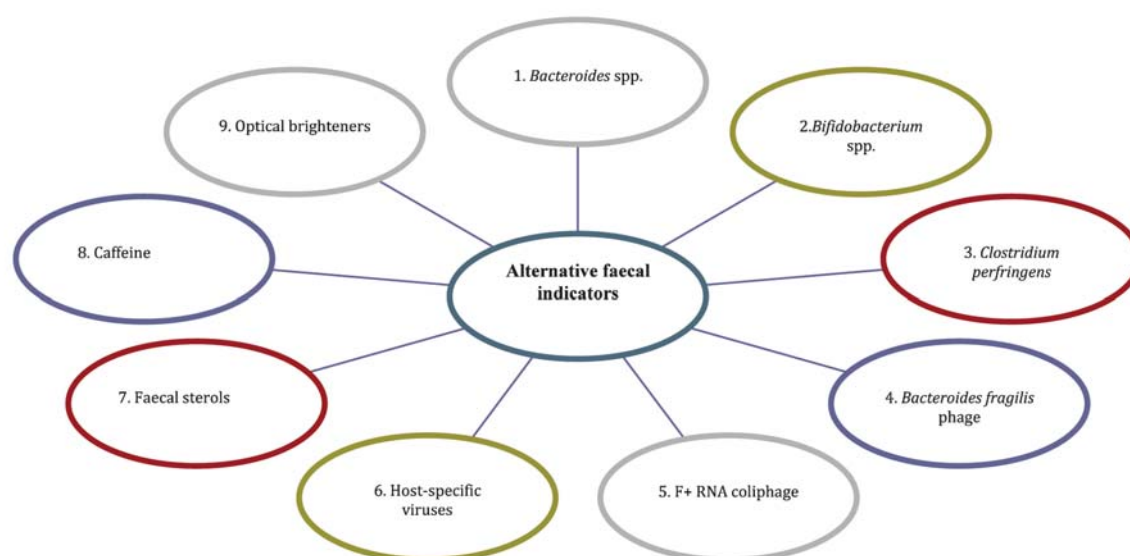 1. Bacteroides spp.
9. Optical brighteners
2.Bifidobacterium
spp.
8. Caffeine
Alternative faecal
indicators
3. Clostridium
perfringens
7. Faecal sterols
4. Bacteroides fragilis
phage
6. Host-specific
viruses
5. F+ RNA coliphage